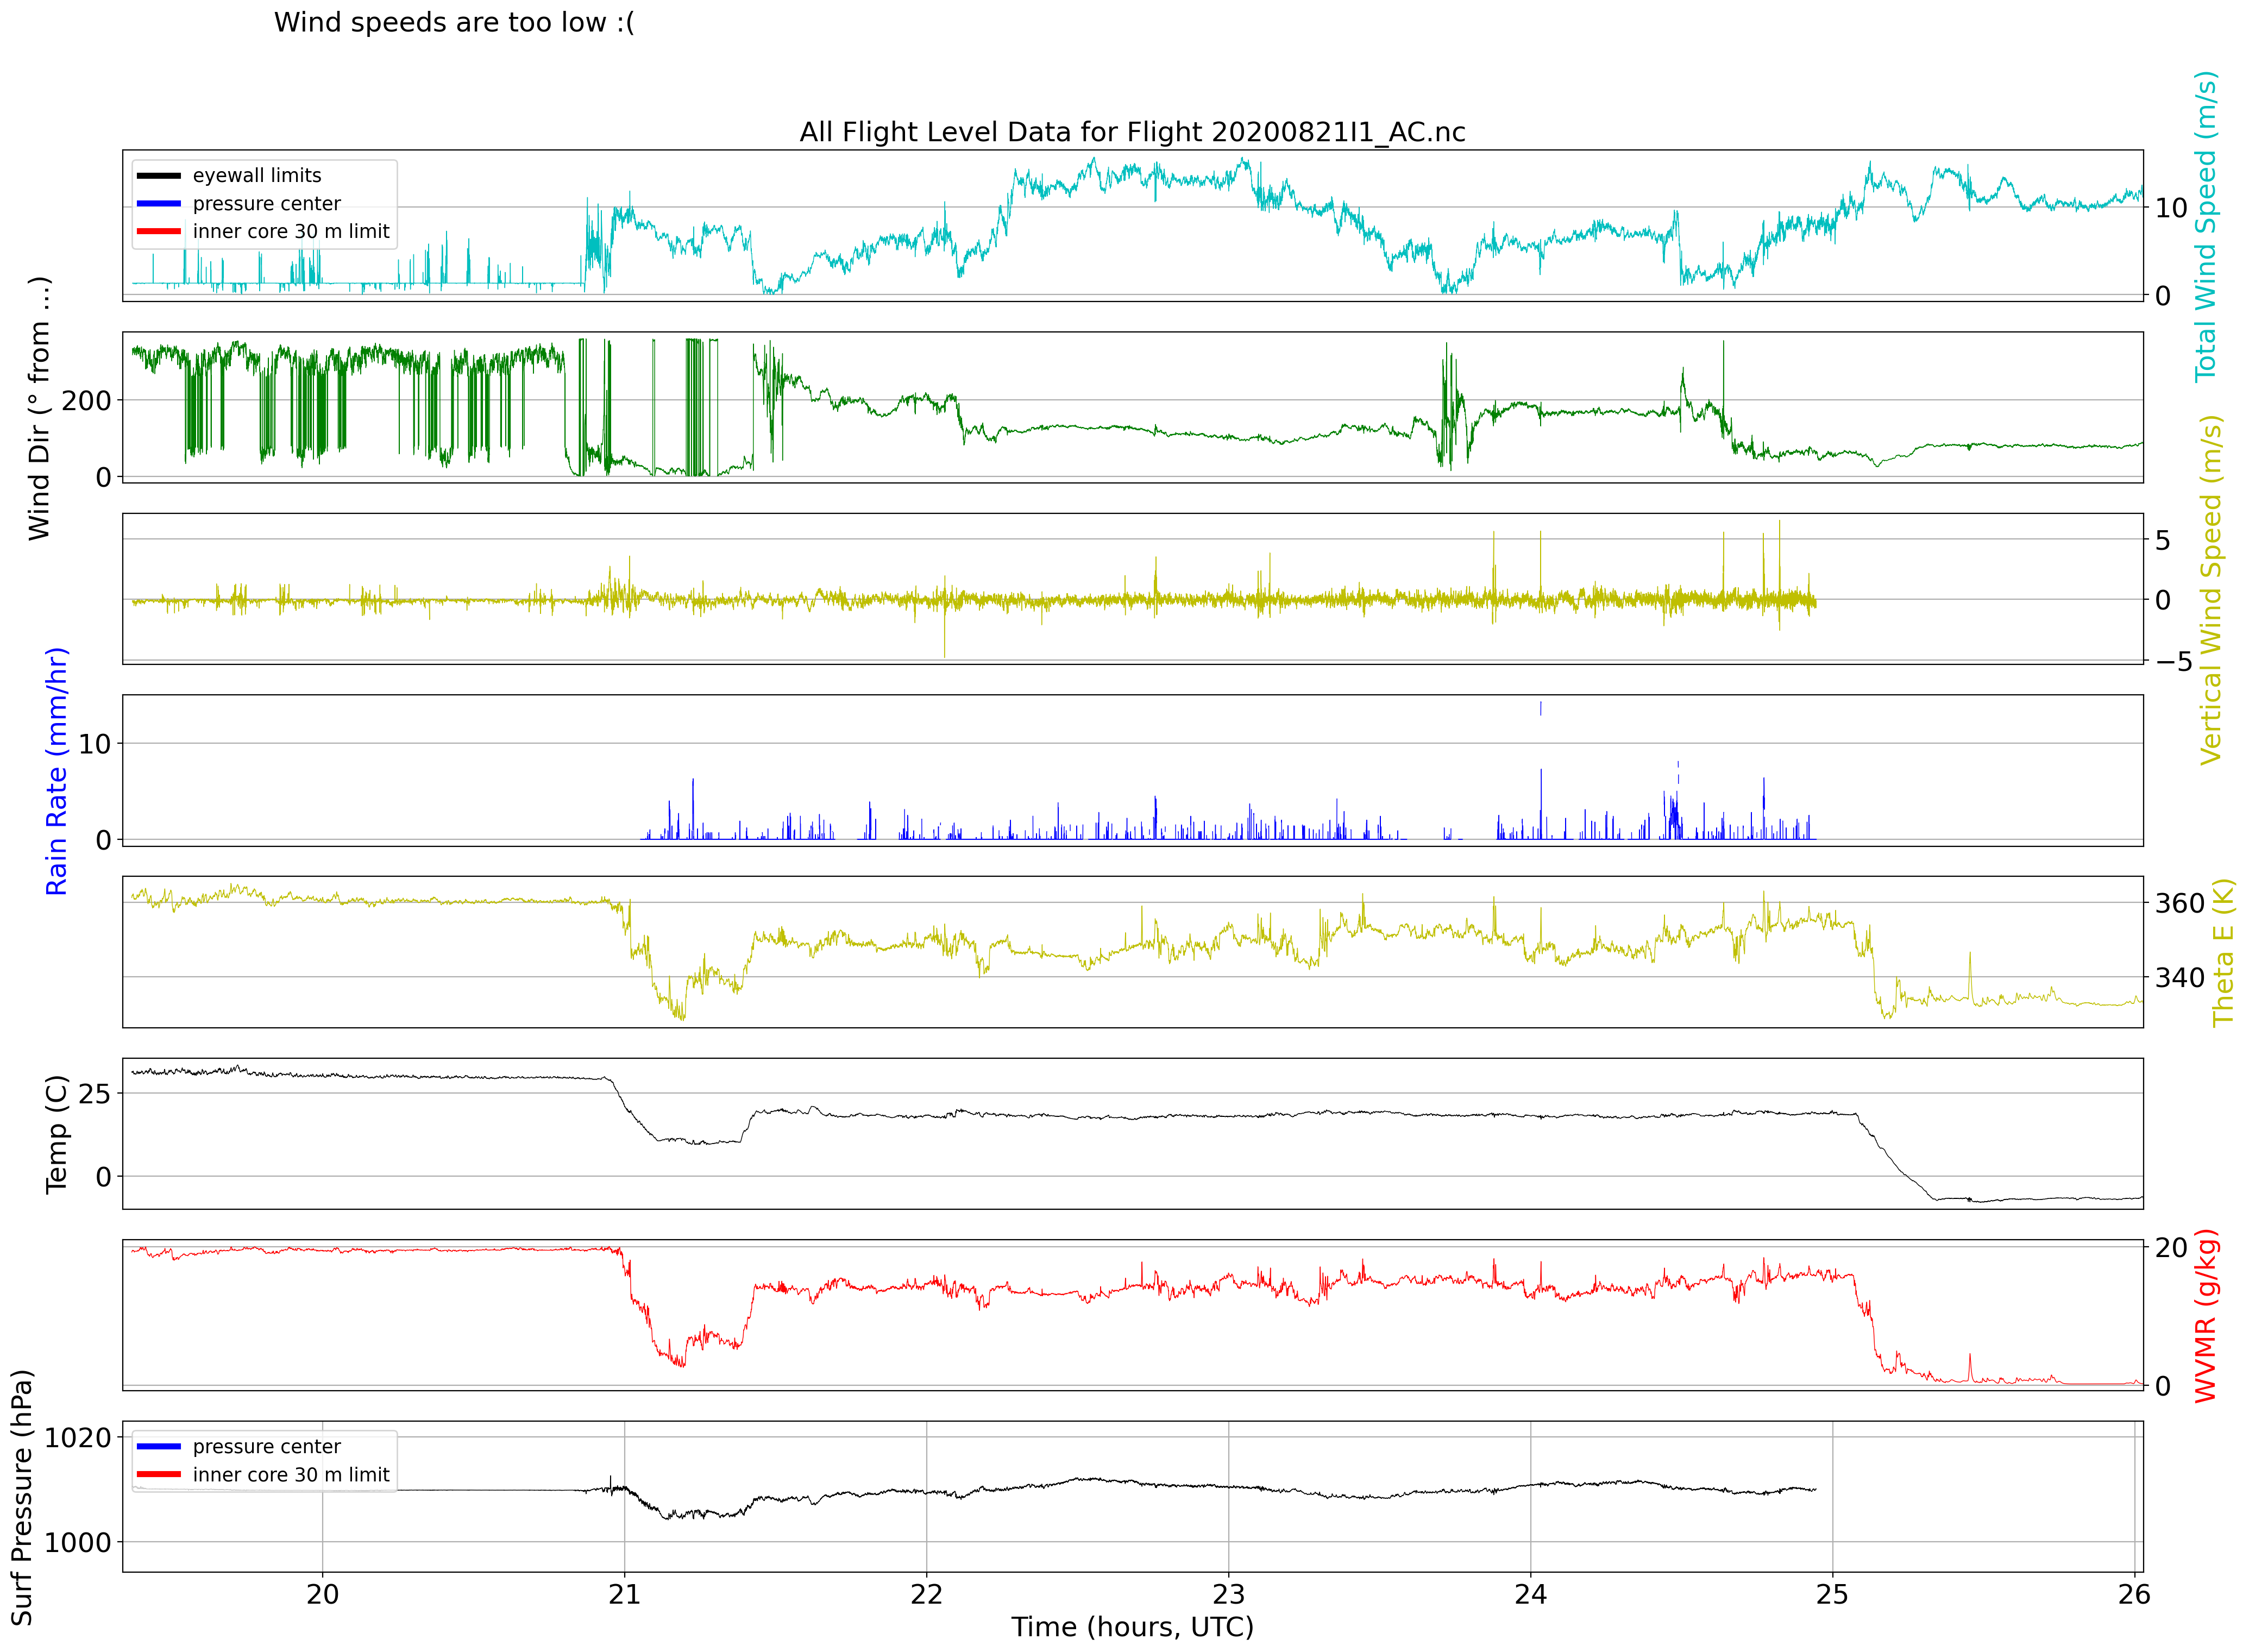 Wind speeds are too low :(
All Flight Level Data for Flight 20200821I1_AC.nc
eyewall limits
pressure center
inner core 30 m limit
10
0
Total Wind Speed (m/s)
Wind Dir (° from ...)
200
0
5
0
−5
Vertical Wind Speed (m/s)
Rain Rate (mm/hr)
10
0
360
340
Theta E (K)
Temp (C)
25
0
20
0
WVMR (g/kg)
Surf Pressure (hPa)
1020
1000
pressure center
inner core 30 m limit
20 21 22 23 24 25 26
Time (hours, UTC)